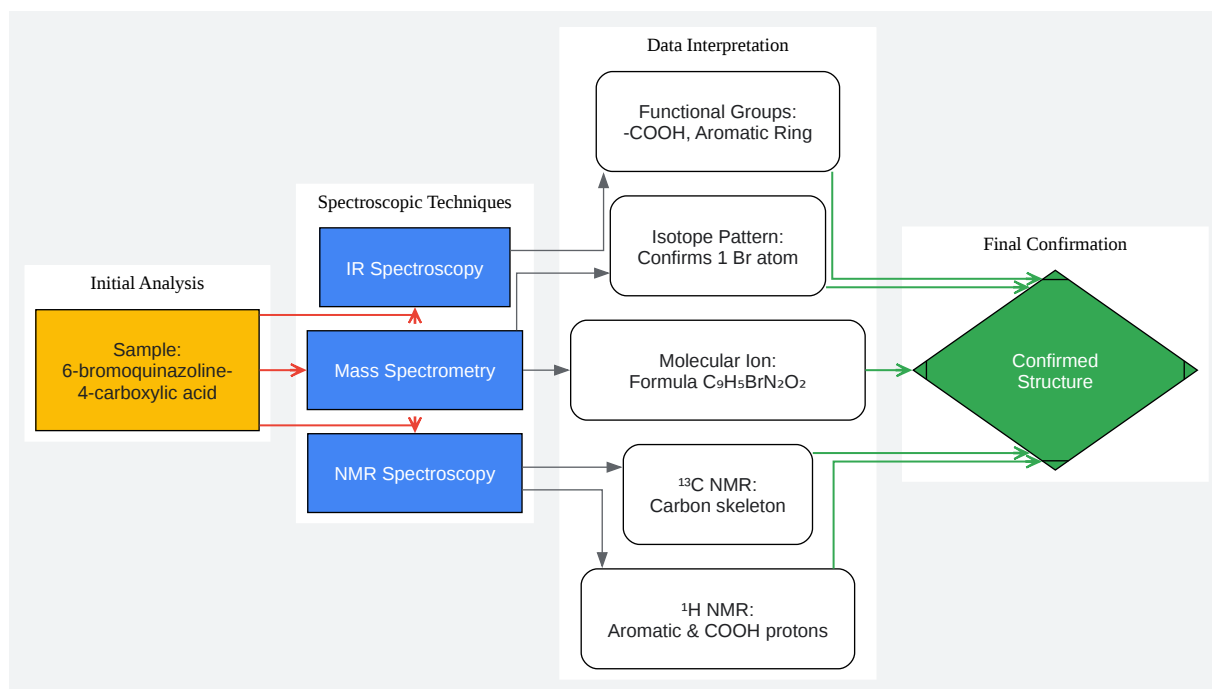 Initial Analysis
Sample:
6-bromoquinazoline-
4-carboxylic acid
Spectroscopic Techniques
IR Spectroscopy
Mass Spectrometry
NMR Spectroscopy
Data Interpretation
Functional Groups:
-COOH, Aromatic Ring
Isotope Pattern:
Confirms 1 Br atom
Molecular Ion:
Formula C₉H₅BrN₂O₂
¹³C NMR:
Carbon skeleton
¹H NMR:
Aromatic & COOH protons
Final Confirmation
Confirmed
Structure